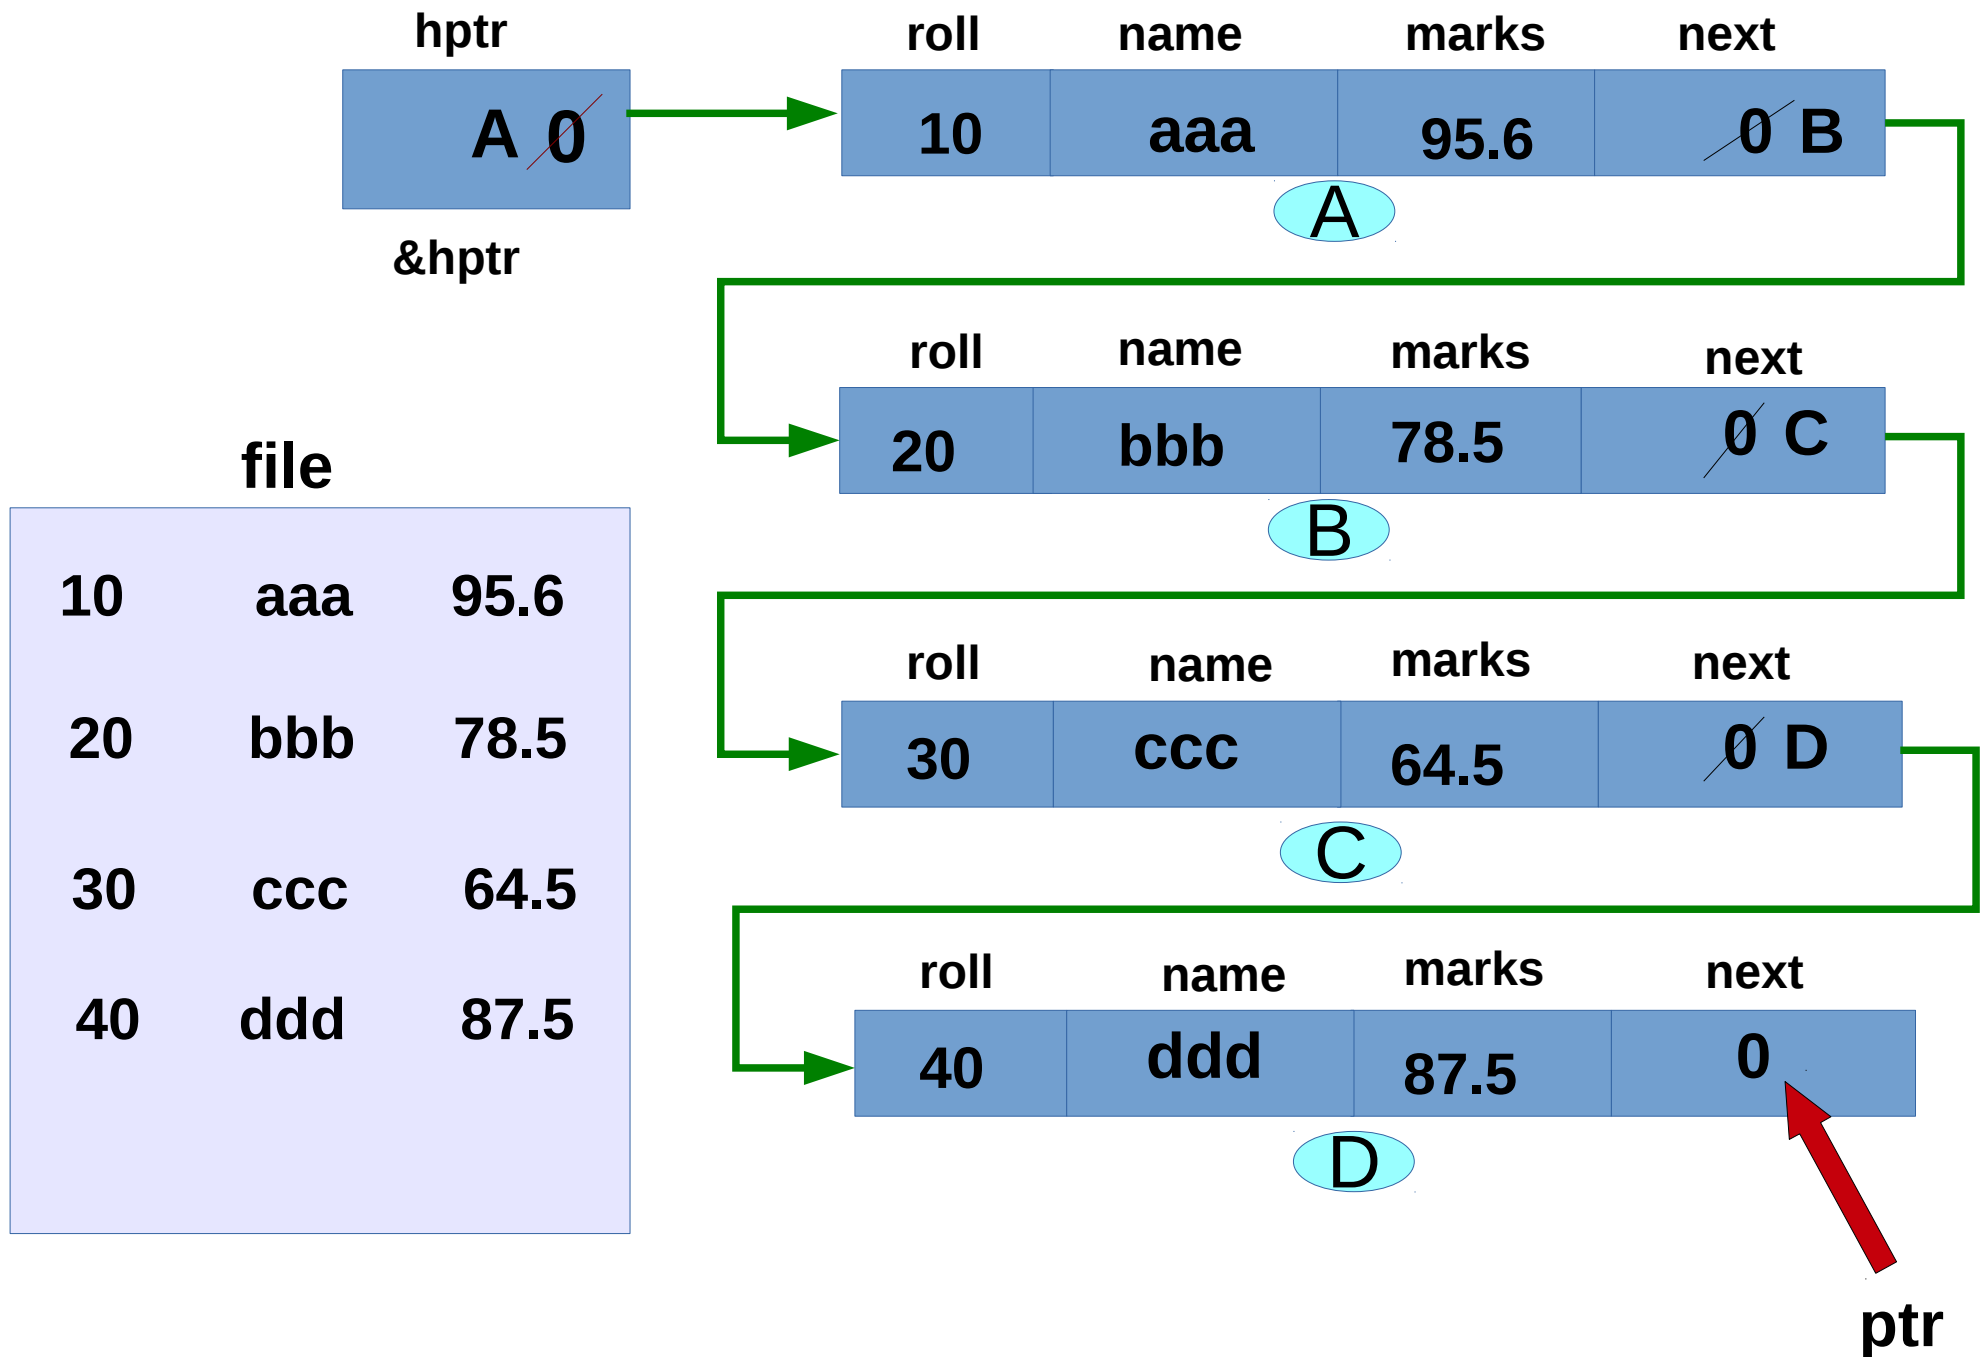 hptr
A 0
&hptr
roll name marks next
10 aaa 95.6 0 B
A
roll name marks next
20 bbb 78.5 0 C
B
roll name marks next
30 ccc 64.5 0 D
C
roll name marks next
40 ddd 87.5 0
D
ptr
file
10 aaa 95.6
20 bbb 78.5
30 ccc 64.5
40 ddd 87.5